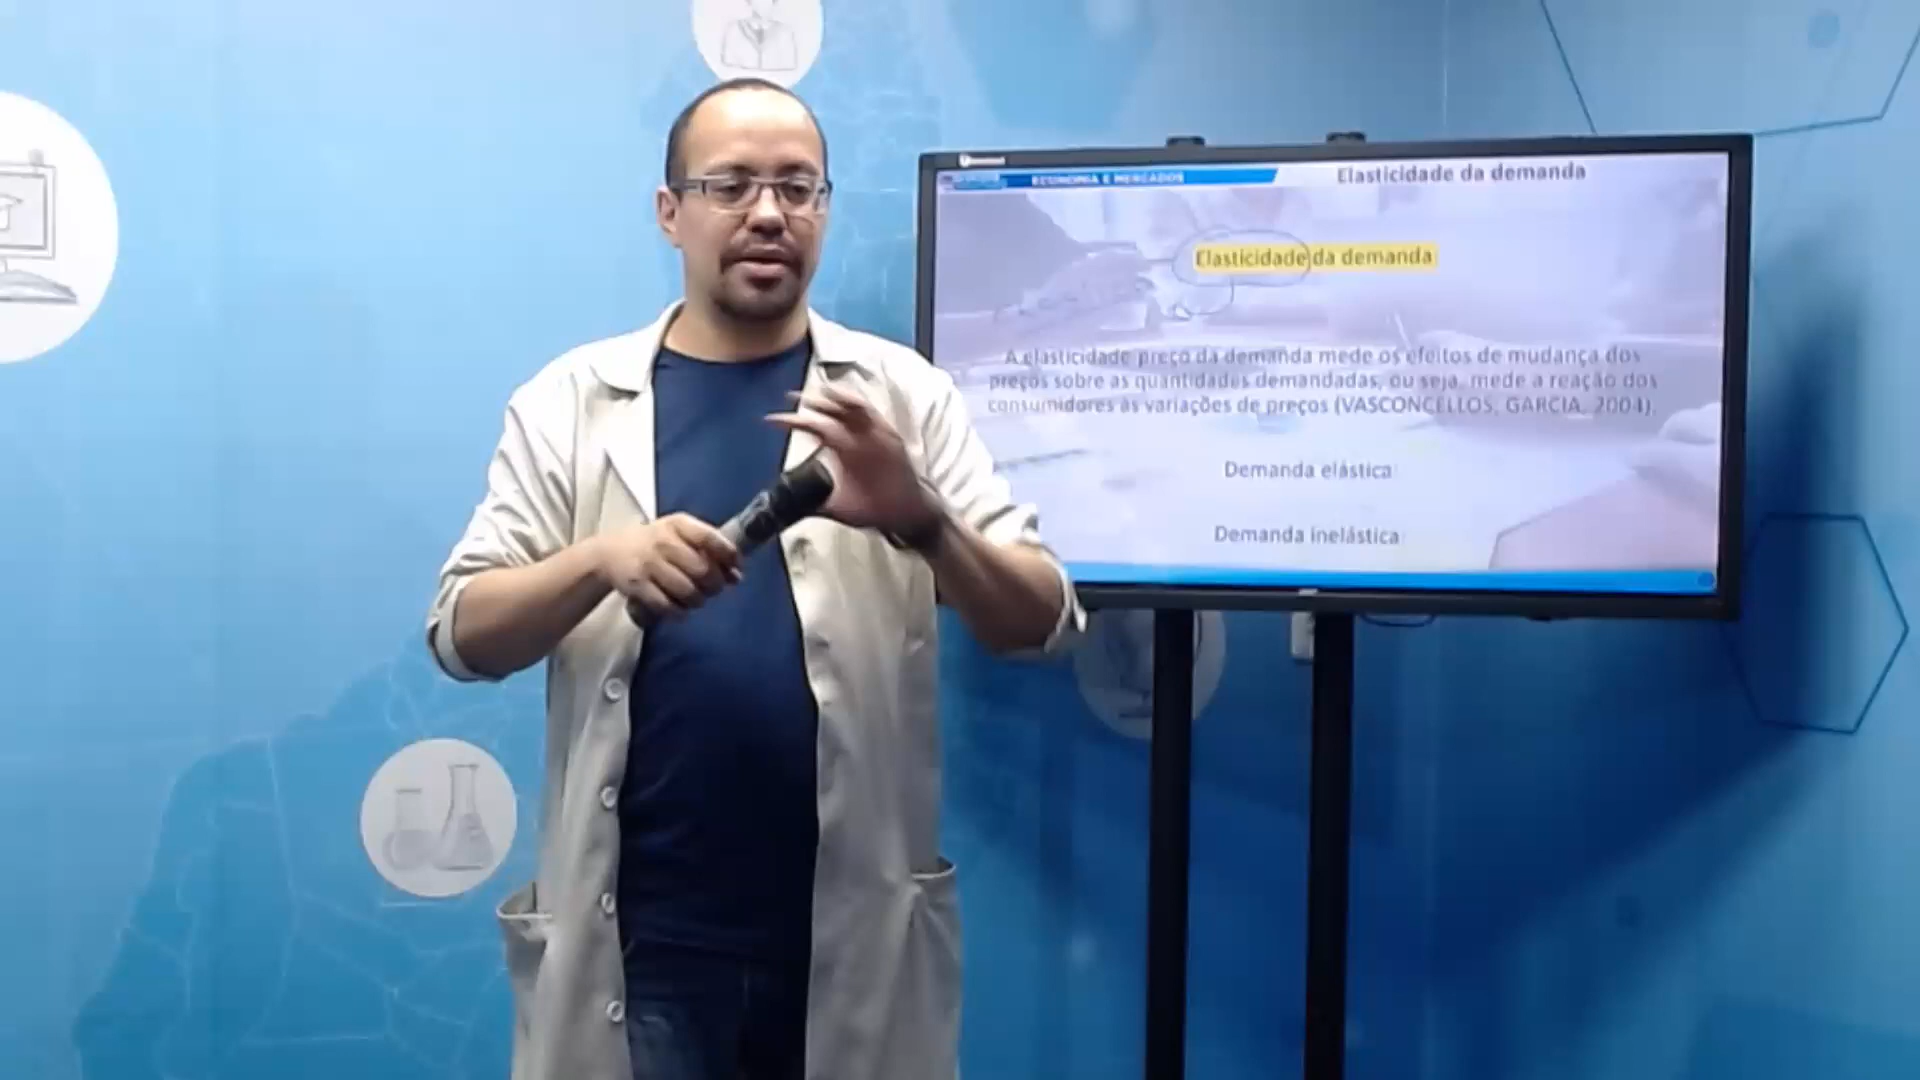 ECONOMIA E MERCADOS
Elasticidade da demanda
Elasticidade da demanda
A elasticidade preço da demanda mede os efeitos de mudança dos
preços sobre as quantidades demandadas, ou seja, mede a reação dos
consumidores às variações de preços (VASCONCELLOS, GARCIA, 2004).
Demanda elástica
Demanda inelástica